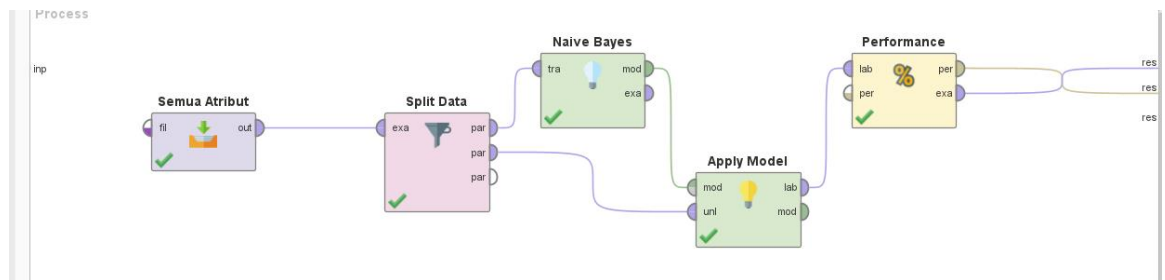 Process
inp
Semua Atribut
fil
out
Split Data
exa
par
par
par
Naive Bayes
tra
mod
exa
Apply Model
mod
lab
unl
mod
Performance
lab
per
%
per
exa
res
res
res